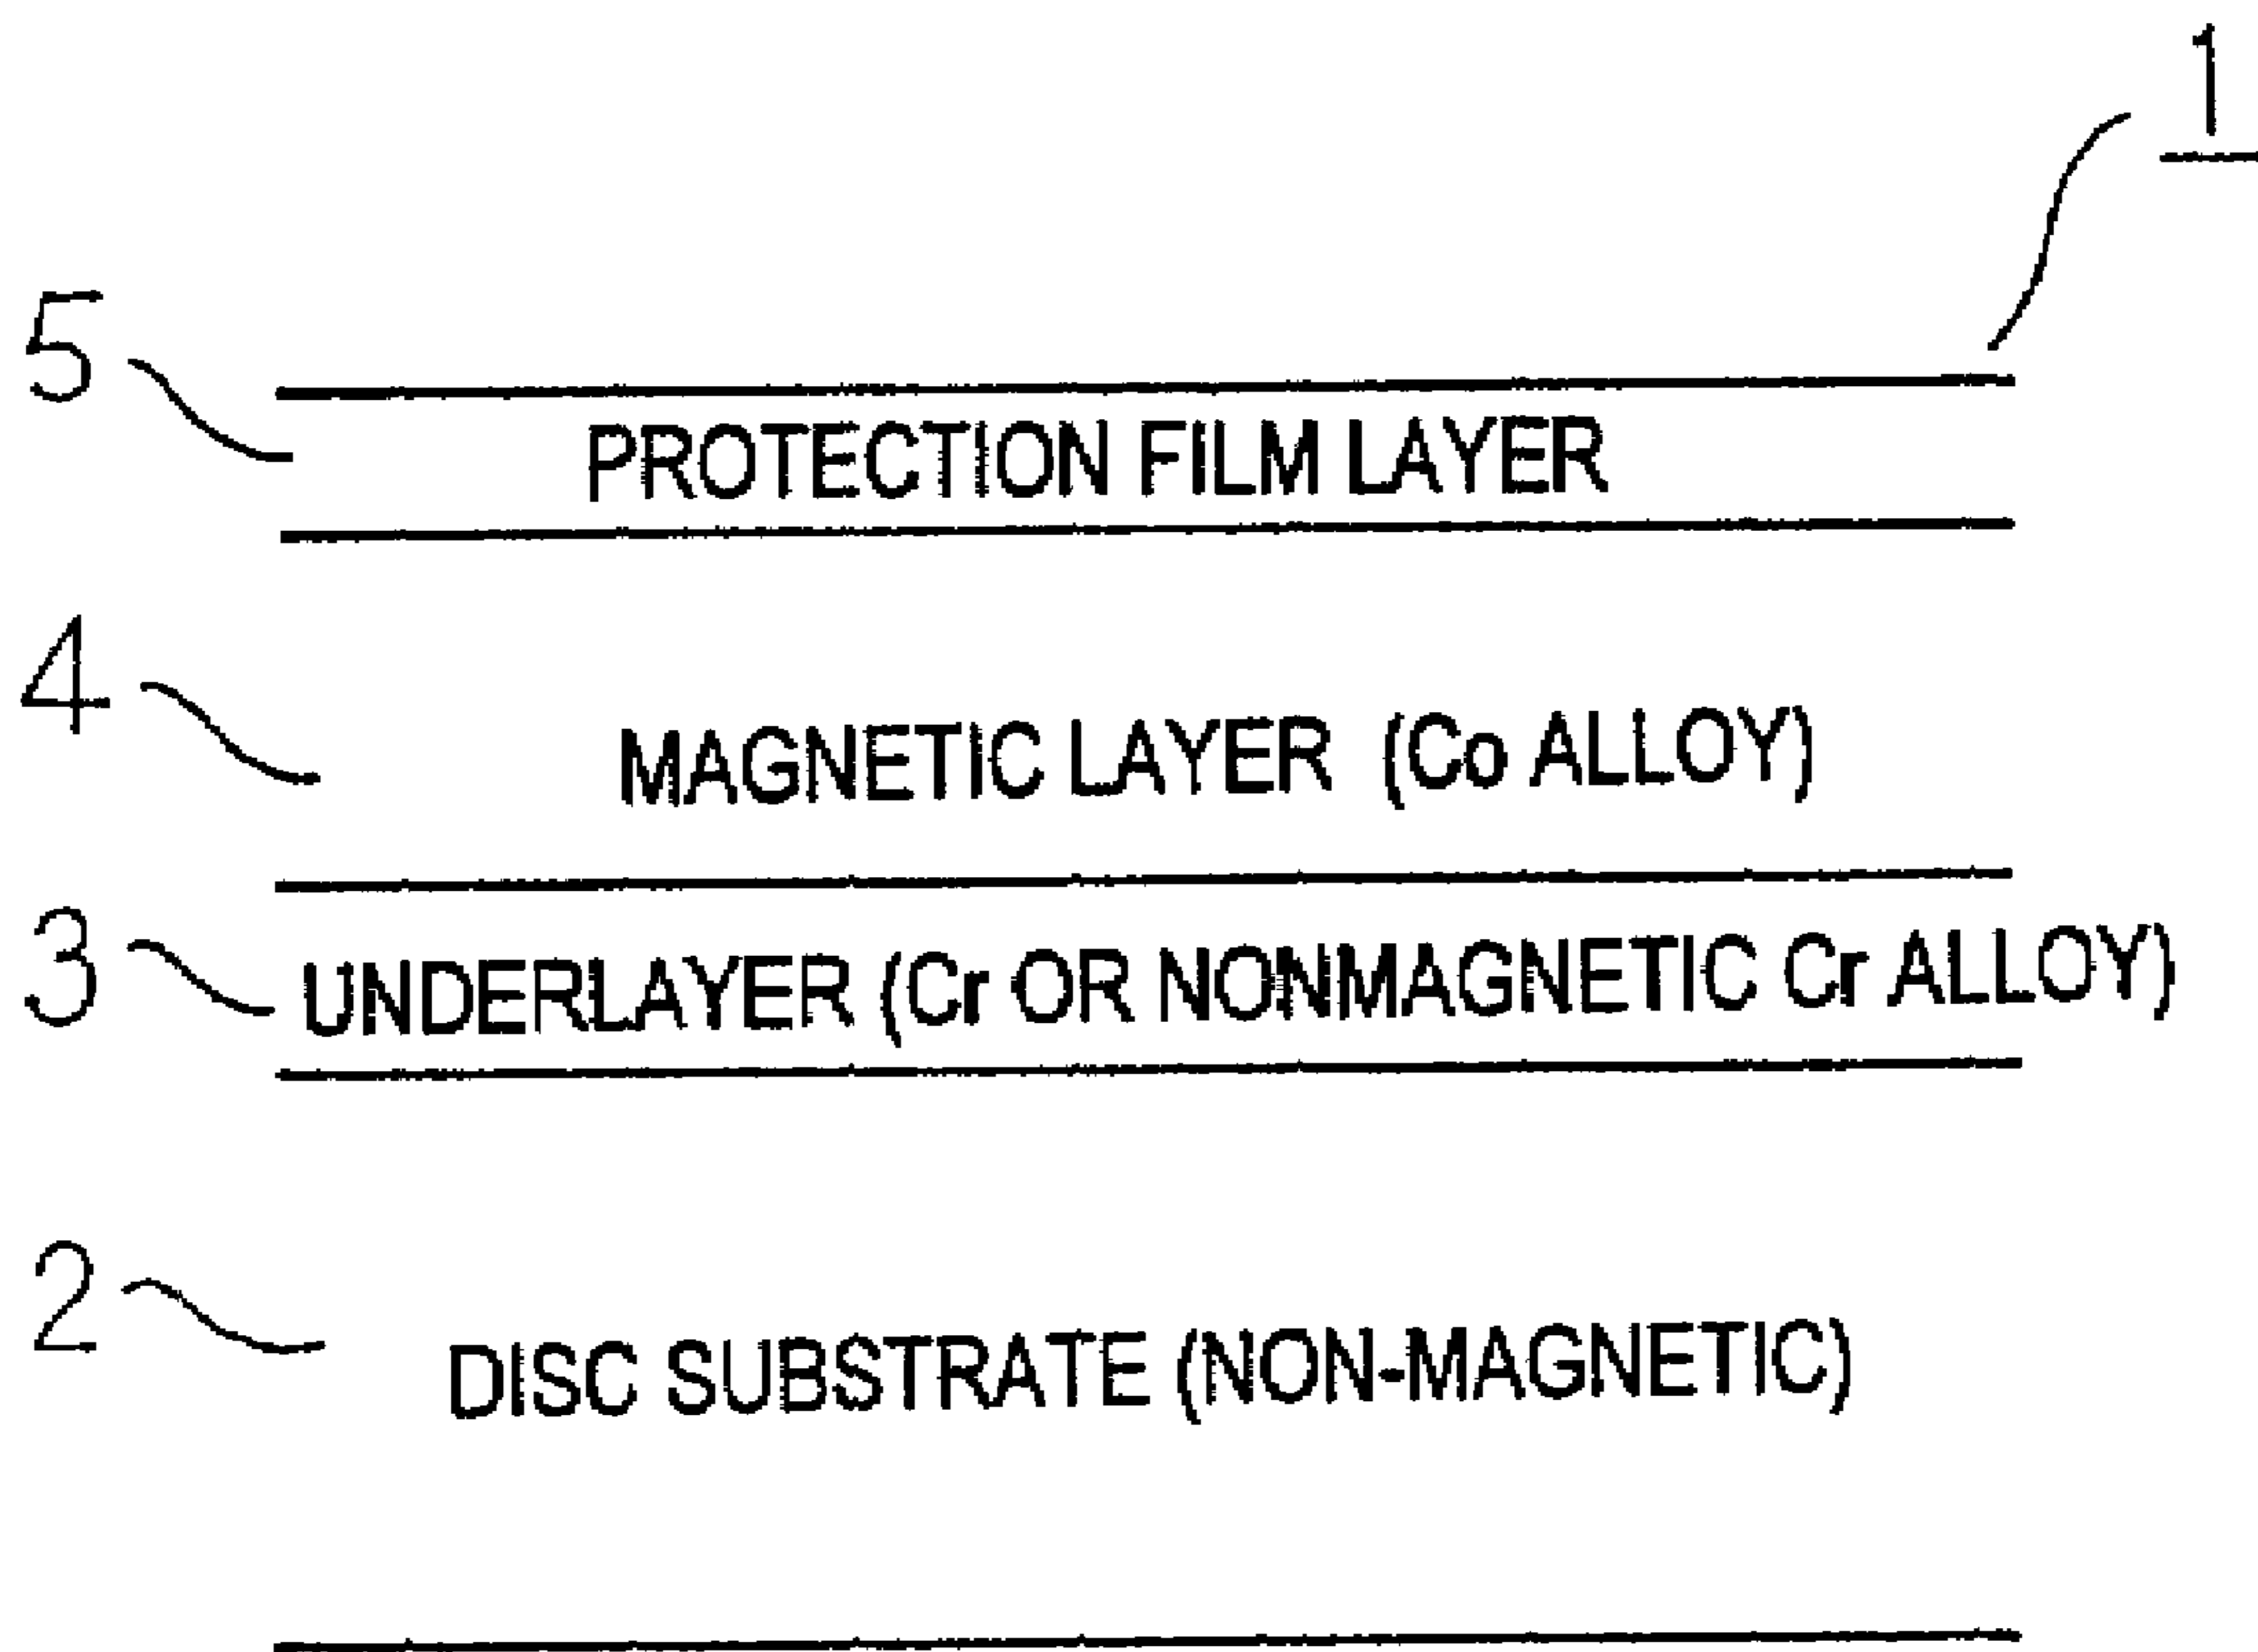 1
5
PROTECTION FILM LAYER
4
MAGNETIC LAYER (Co ALLOY)
3
UNDERLAYER (Cr OR NONMAGNETIC Cr ALLOY)
2
DISC SUBSTRATE (NON-MAGNETIC)